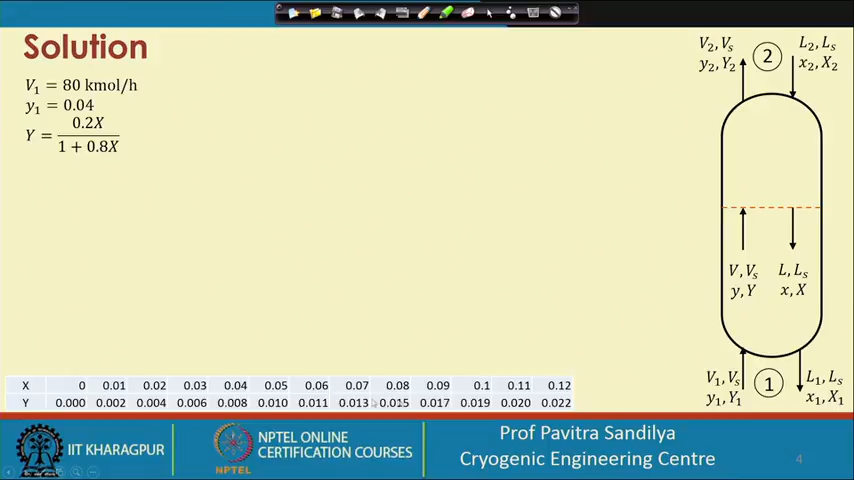 Solution
V₁ = 80 kmol/h
y₁ = 0.04
Y = 0.2X / 1 + 0.8X
V₂, Vₛ
y₂, Y₂
2
L₂, Lₛ
x₂, X₂
V, Vₛ
y, Y
L, Lₛ
x, X
V₁, Vₛ
y₁, Y₁
1
L₁, Lₛ
x₁, X₁
X 0 0.01 0.02 0.03 0.04 0.05 0.06 0.07 0.08 0.09 0.1 0.11 0.12
Y 0.000 0.002 0.004 0.006 0.008 0.010 0.011 0.013 0.015 0.017 0.019 0.020 0.022
IIT KHARAGPUR
NPTEL
NPTEL ONLINE
CERTIFICATION COURSES
Prof Pavitra Sandilya
Cryogenic Engineering Centre
4